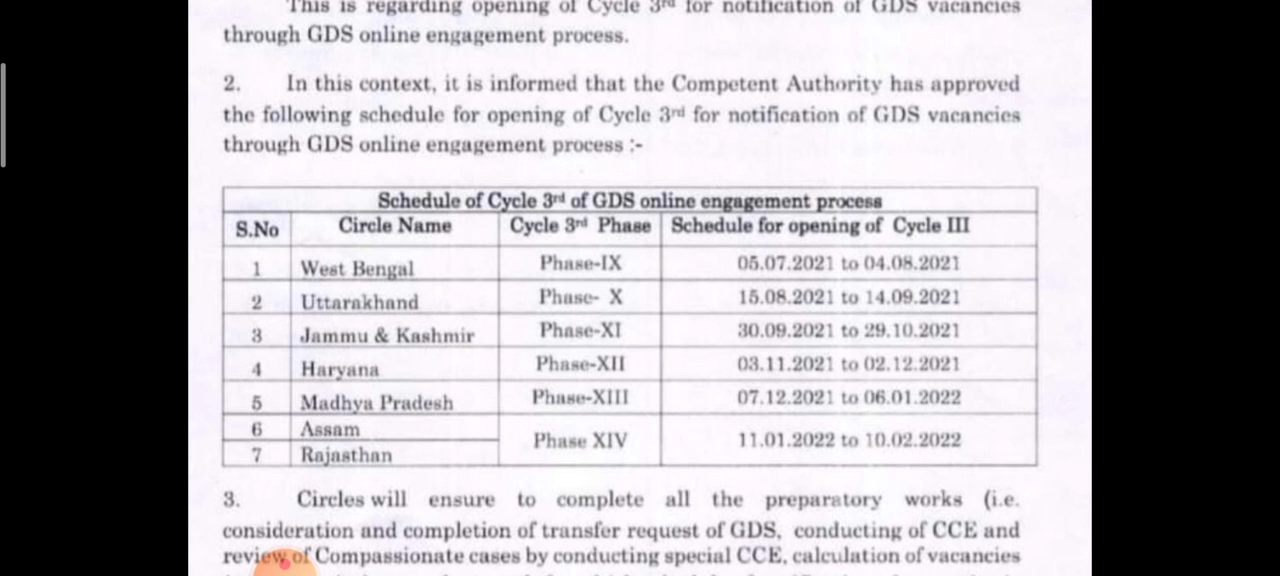 This is regarding opening of Cycle 3rd for notification of GDS vacancies
through GDS online engagement process.
2. In this context, it is informed that the Competent Authority has approved
the following schedule for opening of Cycle 3rd for notification of GDS vacancies
through GDS online engagement process :-
Schedule of Cycle 3rd of GDS online engagement process
S.No Circle Name Cycle 3rd Phase Schedule for opening of Cycle III
1 West Bengal Phase-IX 05.07.2021 to 04.08.2021
2 Uttarakhand Phase- X 15.08.2021 to 14.09.2021
3 Jammu & Kashmir Phase-XI 30.09.2021 to 29.10.2021
4 Haryana Phase-XII 03.11.2021 to 02.12.2021
5 Madhya Pradesh Phase-XIII 07.12.2021 to 06.01.2022
6 Assam Phase XIV 11.01.2022 to 10.02.2022
7 Rajasthan
3. Circles will ensure to complete all the preparatory works (i.e.
consideration and completion of transfer request of GDS, conducting of CCE and
review of Compassionate cases by conducting special CCE, calculation of vacancies